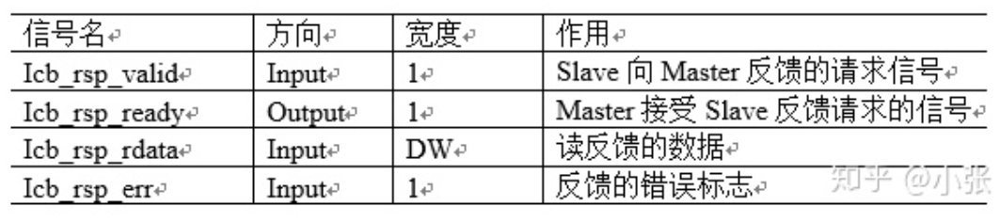 信号名 方向 宽度 作用
Icb_rsp_valid Input 1 Slave 向 Master 反馈的请求信号
Icb_rsp_ready Output 1 Master 接受 Slave 反馈请求的信号
Icb_rsp_rdata Input DW 读反馈的数据
Icb_rsp_err Input 1 反馈的错误标志
知乎 @小张